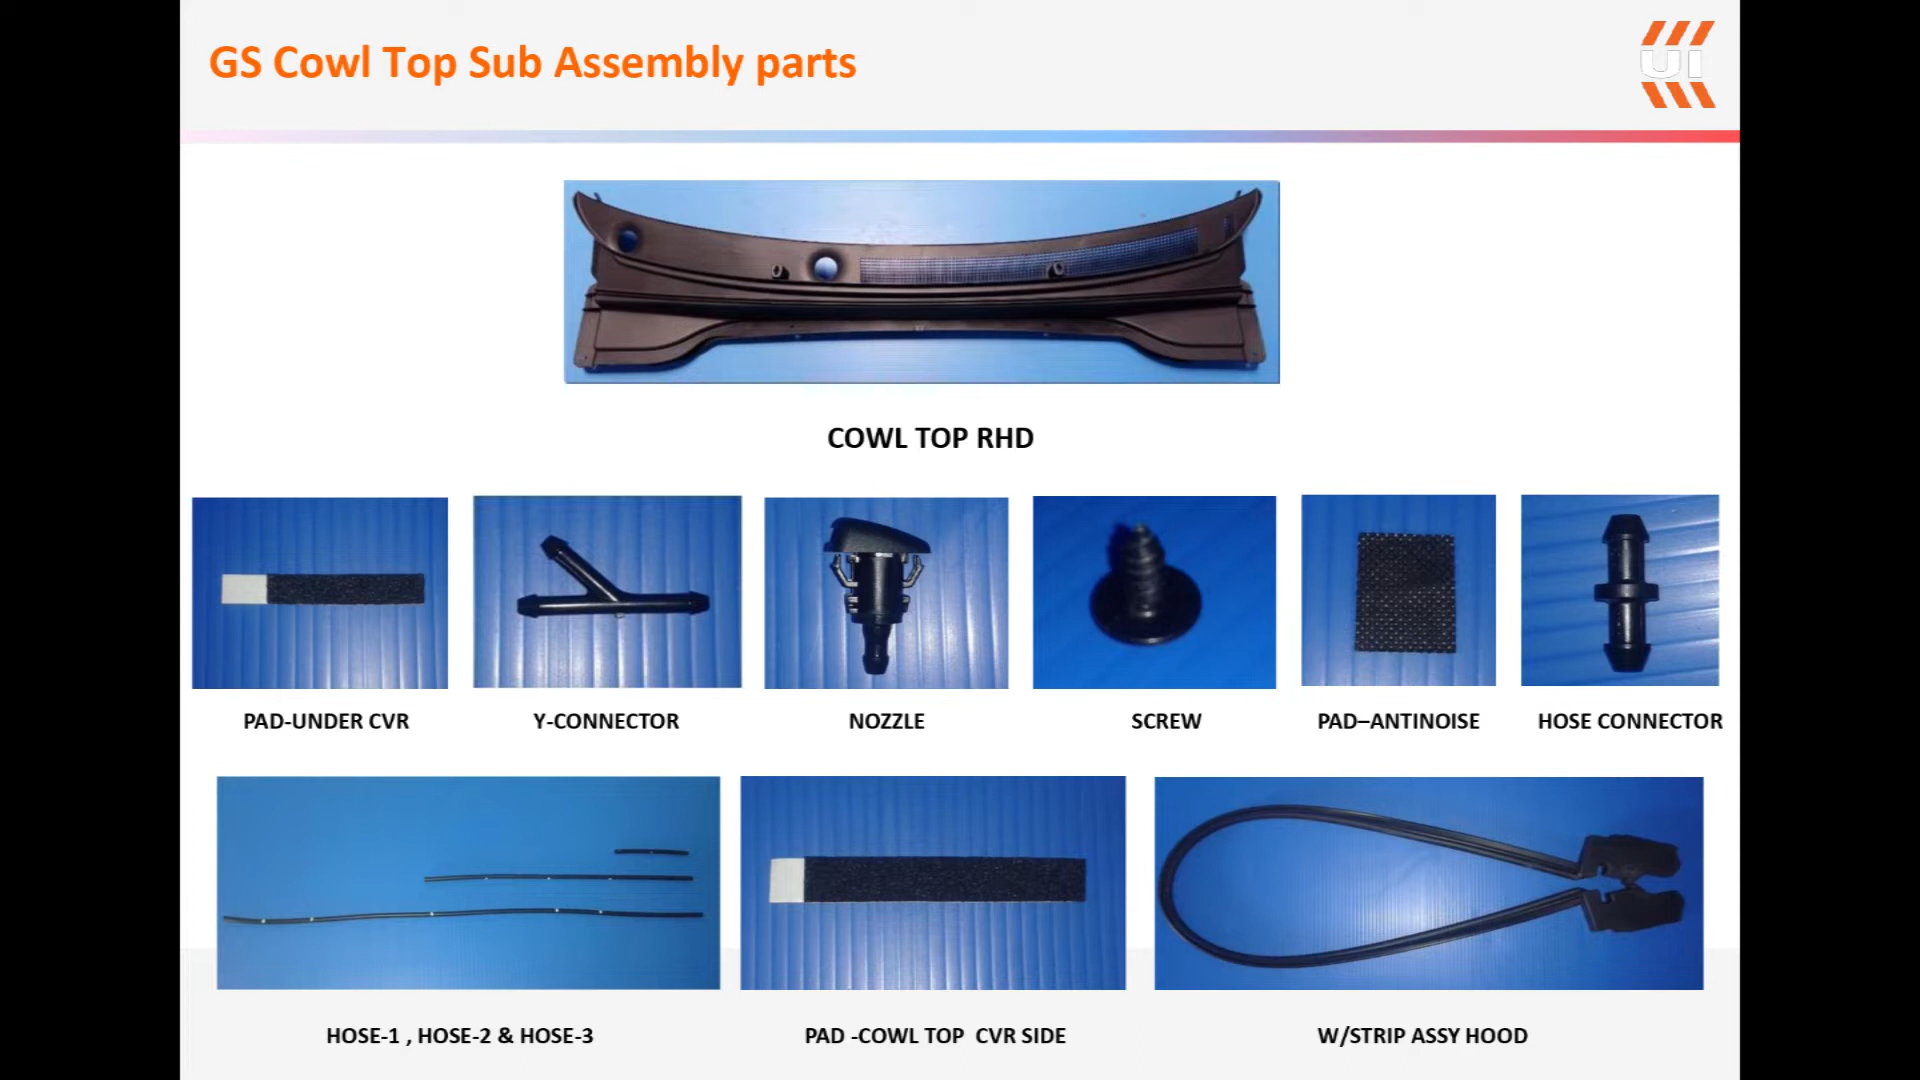 GS Cowl Top Sub Assembly parts
UI
COWL TOP RHD
PAD-UNDER CVR
Y-CONNECTOR
NOZZLE
SCREW
PAD–ANTINOISE
HOSE CONNECTOR
HOSE-1 , HOSE-2 & HOSE-3
PAD -COWL TOP  CVR SIDE
W/STRIP ASSY HOOD